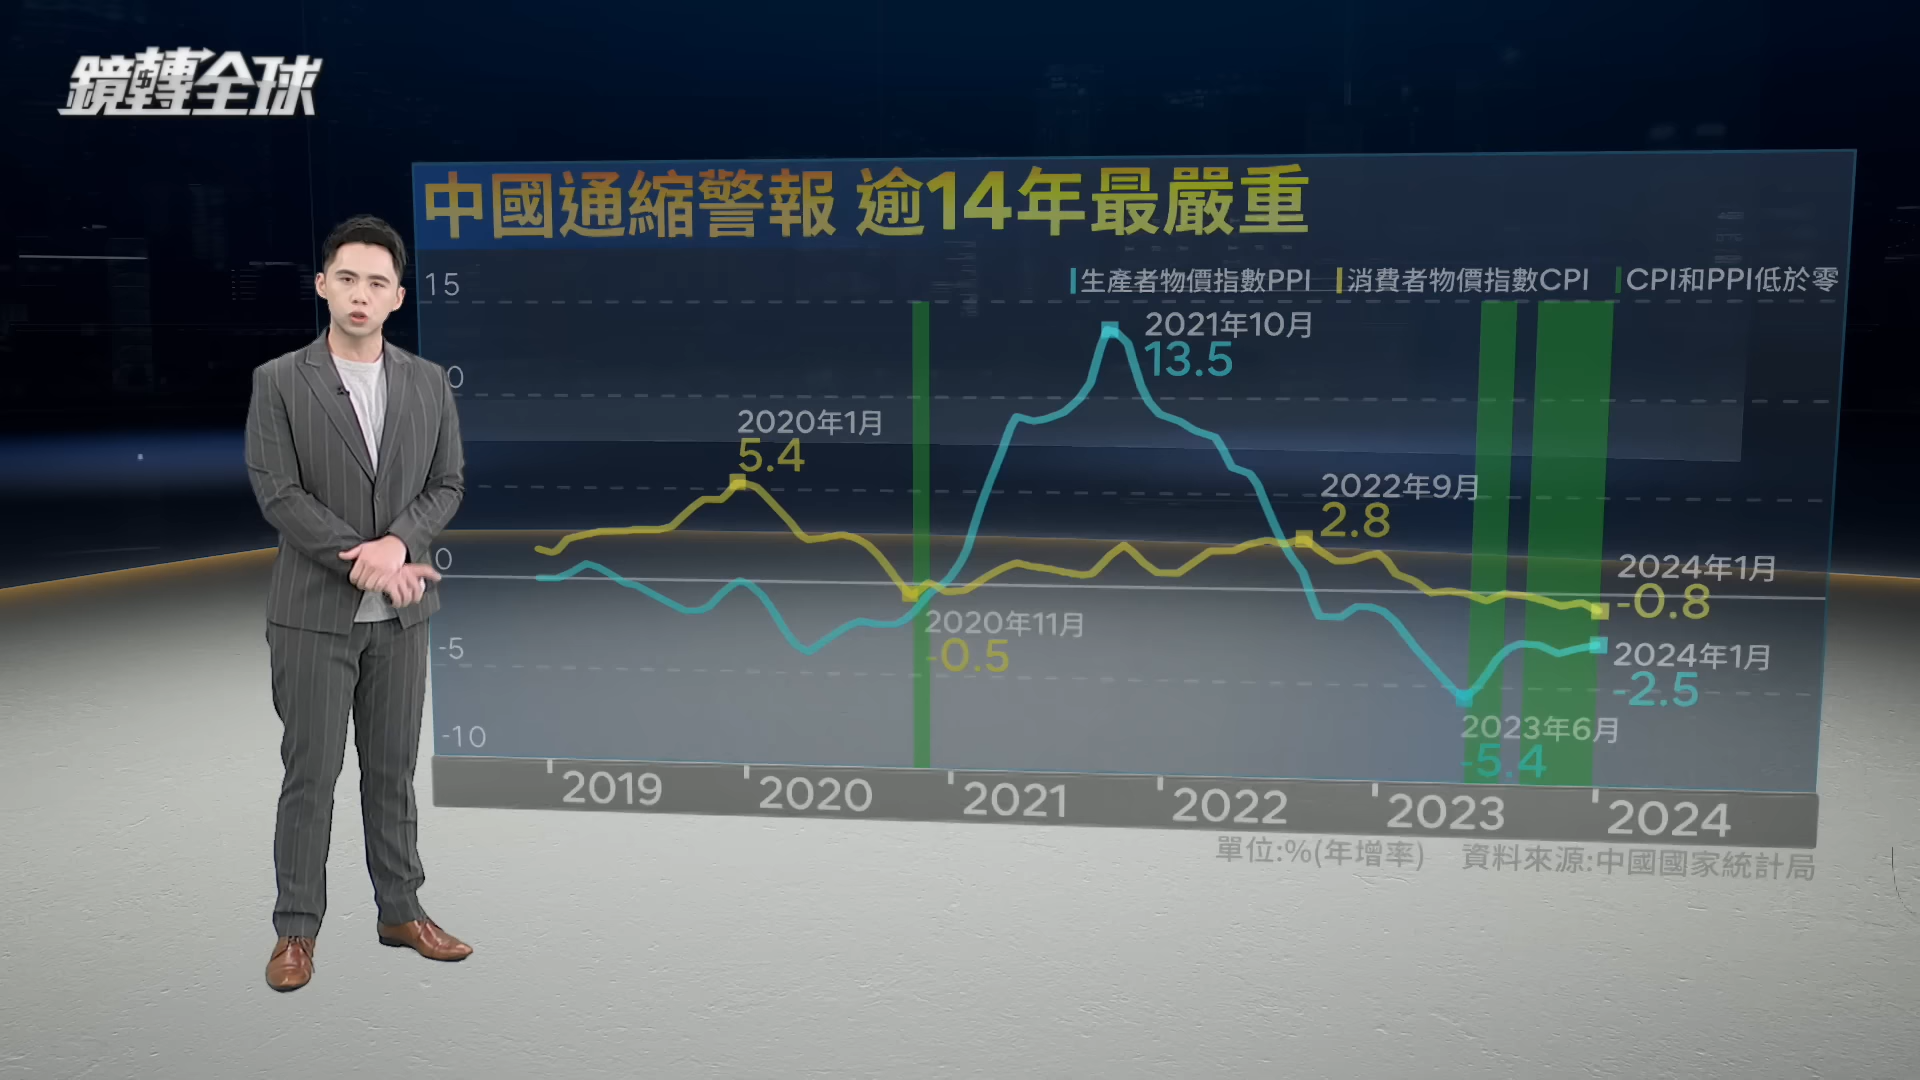 鏡轉全球
中國通縮警報 逾14年最嚴重
生產者物價指數PPI 消費者物價指數CPI CPI和PPI低於零
15
0
-5
-10
2020年1月
5.4
2020年11月
-0.5
2021年10月
13.5
2022年9月
2.8
2023年6月
-5.4
2024年1月
-0.8
2024年1月
-2.5
2019 2020 2021 2022 2023 2024
單位:%(年增率) 資料來源:中國國家統計局